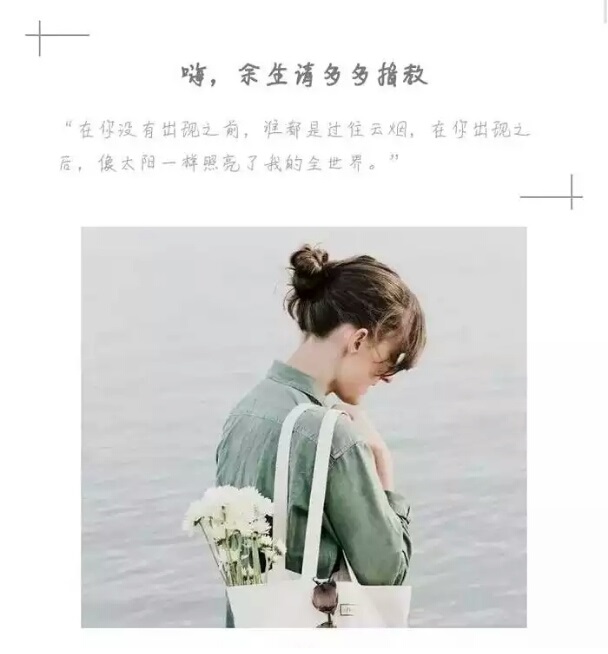 嗨，余生请多多指教
“在你没有出现之前，谁都是过往云烟，在你出现之
后，像太阳一样照亮了我的全世界。”